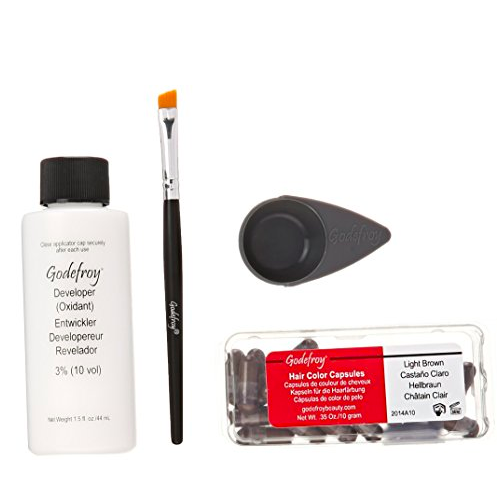 Close applicator cap securely
after each use
Godefroy™
Developer
(Oxidant)
Entwickler
Developereur
Revelador
3% (10 vol)
Net Weight 1.5 fl oz/44 mL
Godefroy®
Godefroy
Godefroy™
Hair Color Capsules
Capsules de couleur de cheveux
Kapseln für die Haarfärbung
Cápsulas de color de pelo
godefroybeauty.com
Net Wt. .35 Oz./10 gram
Light Brown
Castaño Claro
Hellbraun
Châtain Clair
2014A10